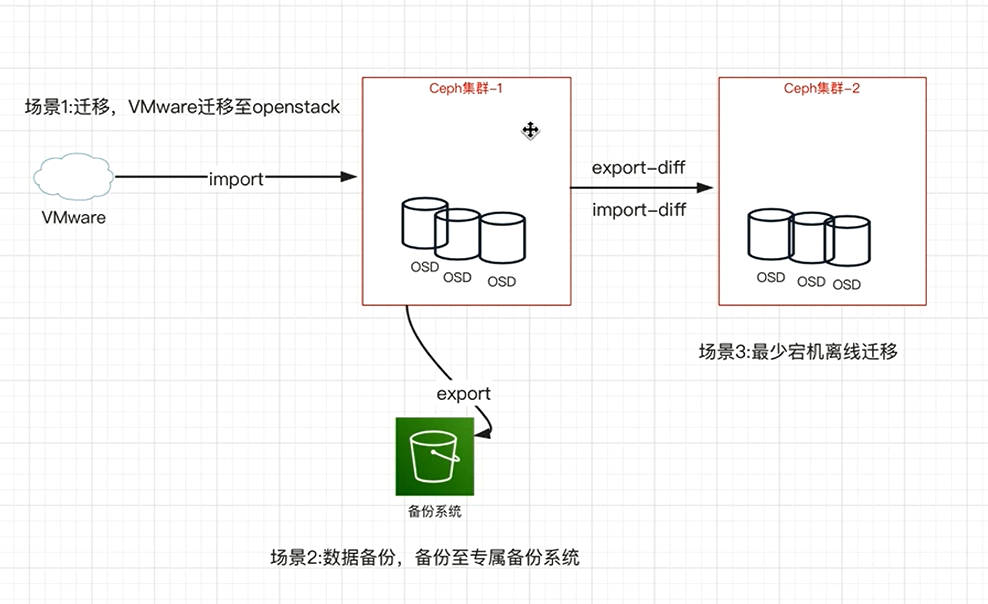 Ceph集群-1
Ceph集群-2
场景1:迁移，VMware迁移至openstack
import
VMware
export-diff
import-diff
OSD
OSD
OSD
OSD
OSD
OSD
场景3:最少宕机离线迁移
export
备份系统
场景2:数据备份，备份至专属备份系统